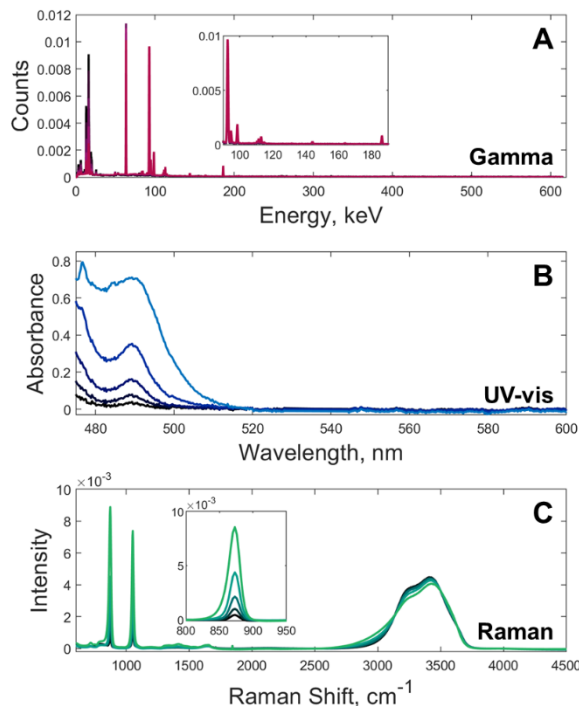 A
0.012
0.01
0.008
0.006
0.004
0.002
0
Counts
0.01
0.005
100 120 140 160 180
Gamma
0 100 200 300 400 500 600
Energy, keV
B
0.8
0.6
0.4
0.2
0
Absorbance
UV-vis
480 500 520 540 560 580 600
Wavelength, nm
C
×10⁻³
10
8
6
4
2
0
Intensity
×10⁻³
10
5
0
800 850 900 950
Raman
1000 1500 2000 2500 3000 3500 4000 4500
Raman Shift, cm⁻¹